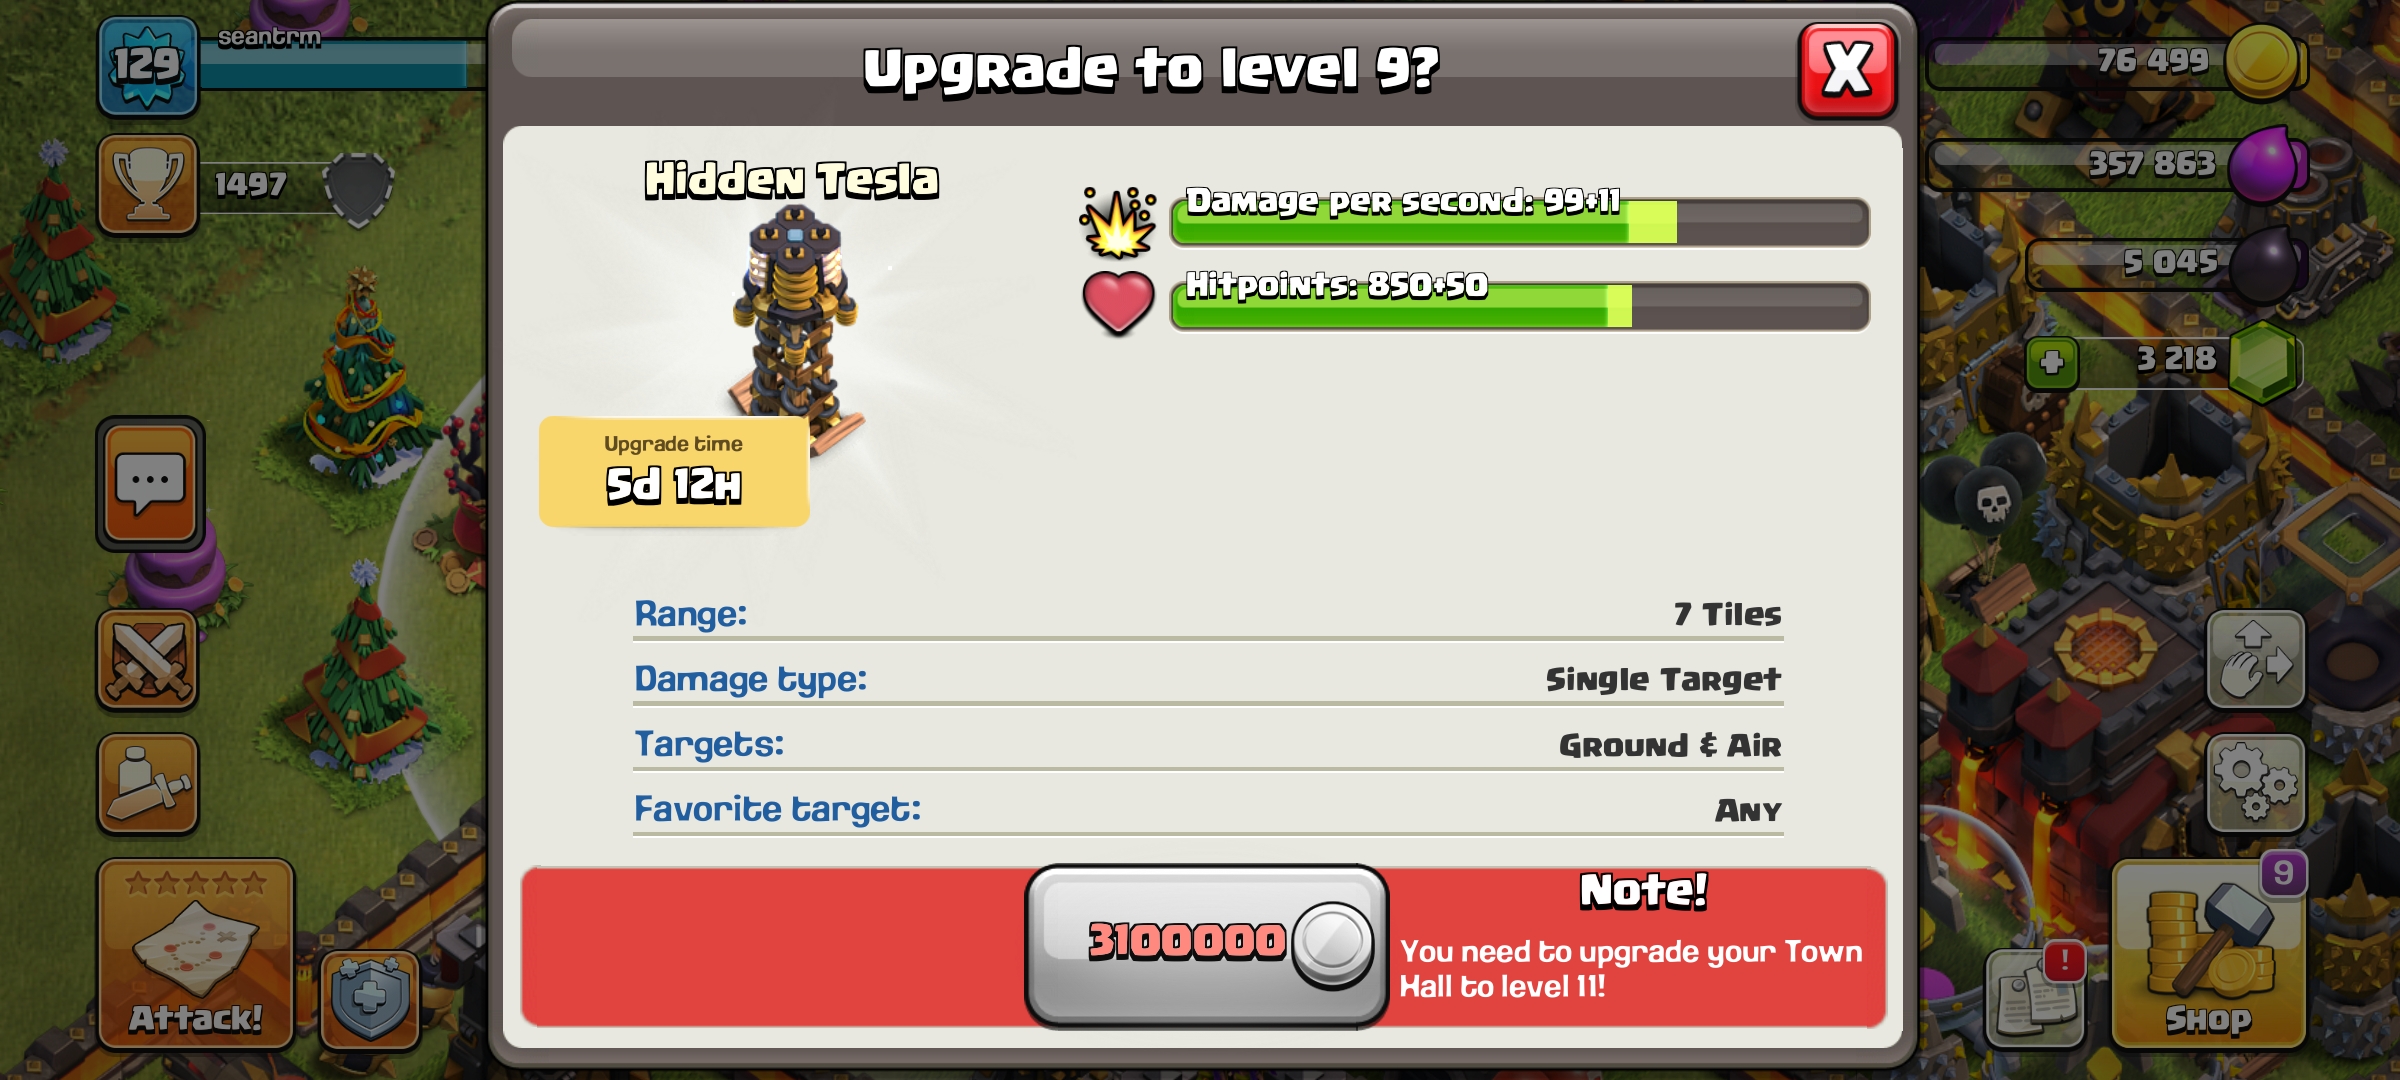 129
seantrm
Upgrade to level 9?
X
76 499
1497
357 863
5 045
3 218
Hidden Tesla
Damage per second: 99+11
Hitpoints: 850+50
Upgrade time
5d 12H
Range: 7 Tiles
Damage type: Single Target
Targets: Ground & Air
Favorite target: Any
3100000
Note!
You need to upgrade your Town
Hall to level 11!
Attack!
9
!
Shop